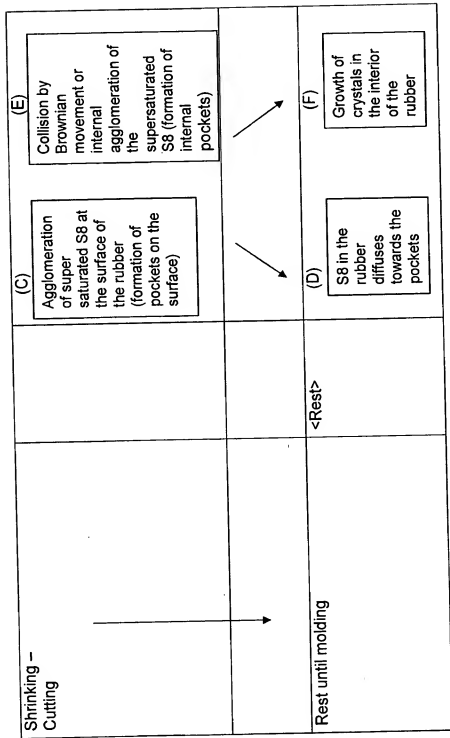 Shrinking –
Cutting
(C)
Agglomeration
of super
saturated S8 at
the surface of
the rubber
(formation of
pockets on the
surface)
(E)
Collision by
Brownian
movement or
internal
agglomeration of
the
supersaturated
S8 (formation of
internal
pockets)
Rest until molding
<Rest>
(D)
S8 in the
rubber
diffuses
towards the
pockets
(F)
Growth of
crystals in
the interior
of the
rubber